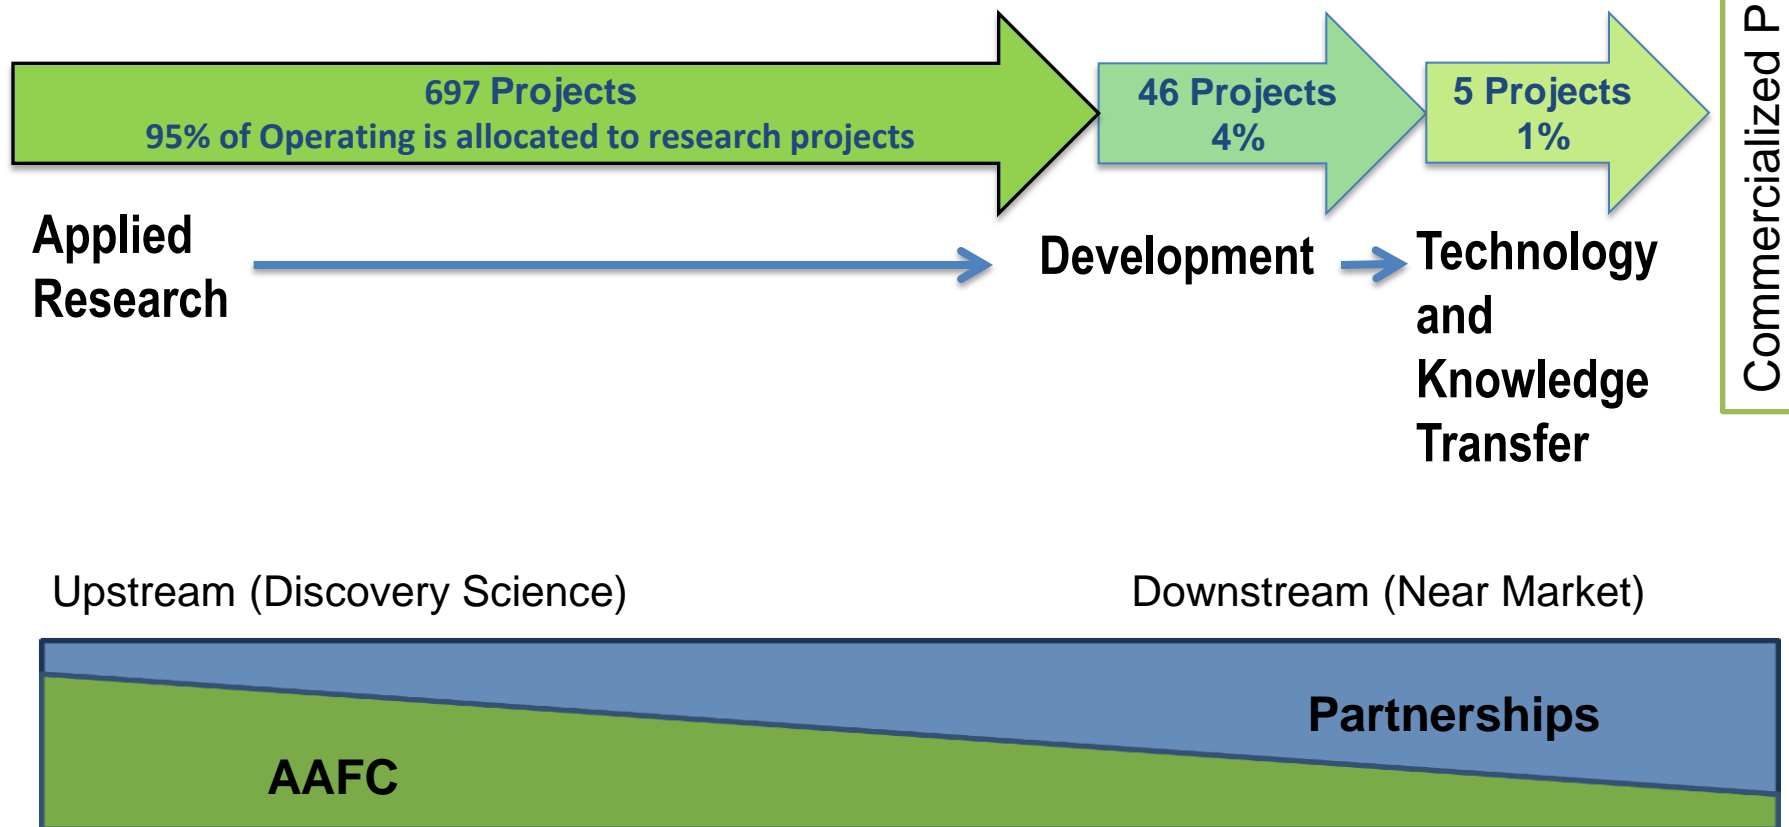 697 Projects
95% of Operating is allocated to research projects
46 Projects
4%
5 Projects
1%
Commercialized P
Applied
Research
Development
Technology
and
Knowledge
Transfer
Upstream (Discovery Science)
Downstream (Near Market)
Partnerships
AAFC